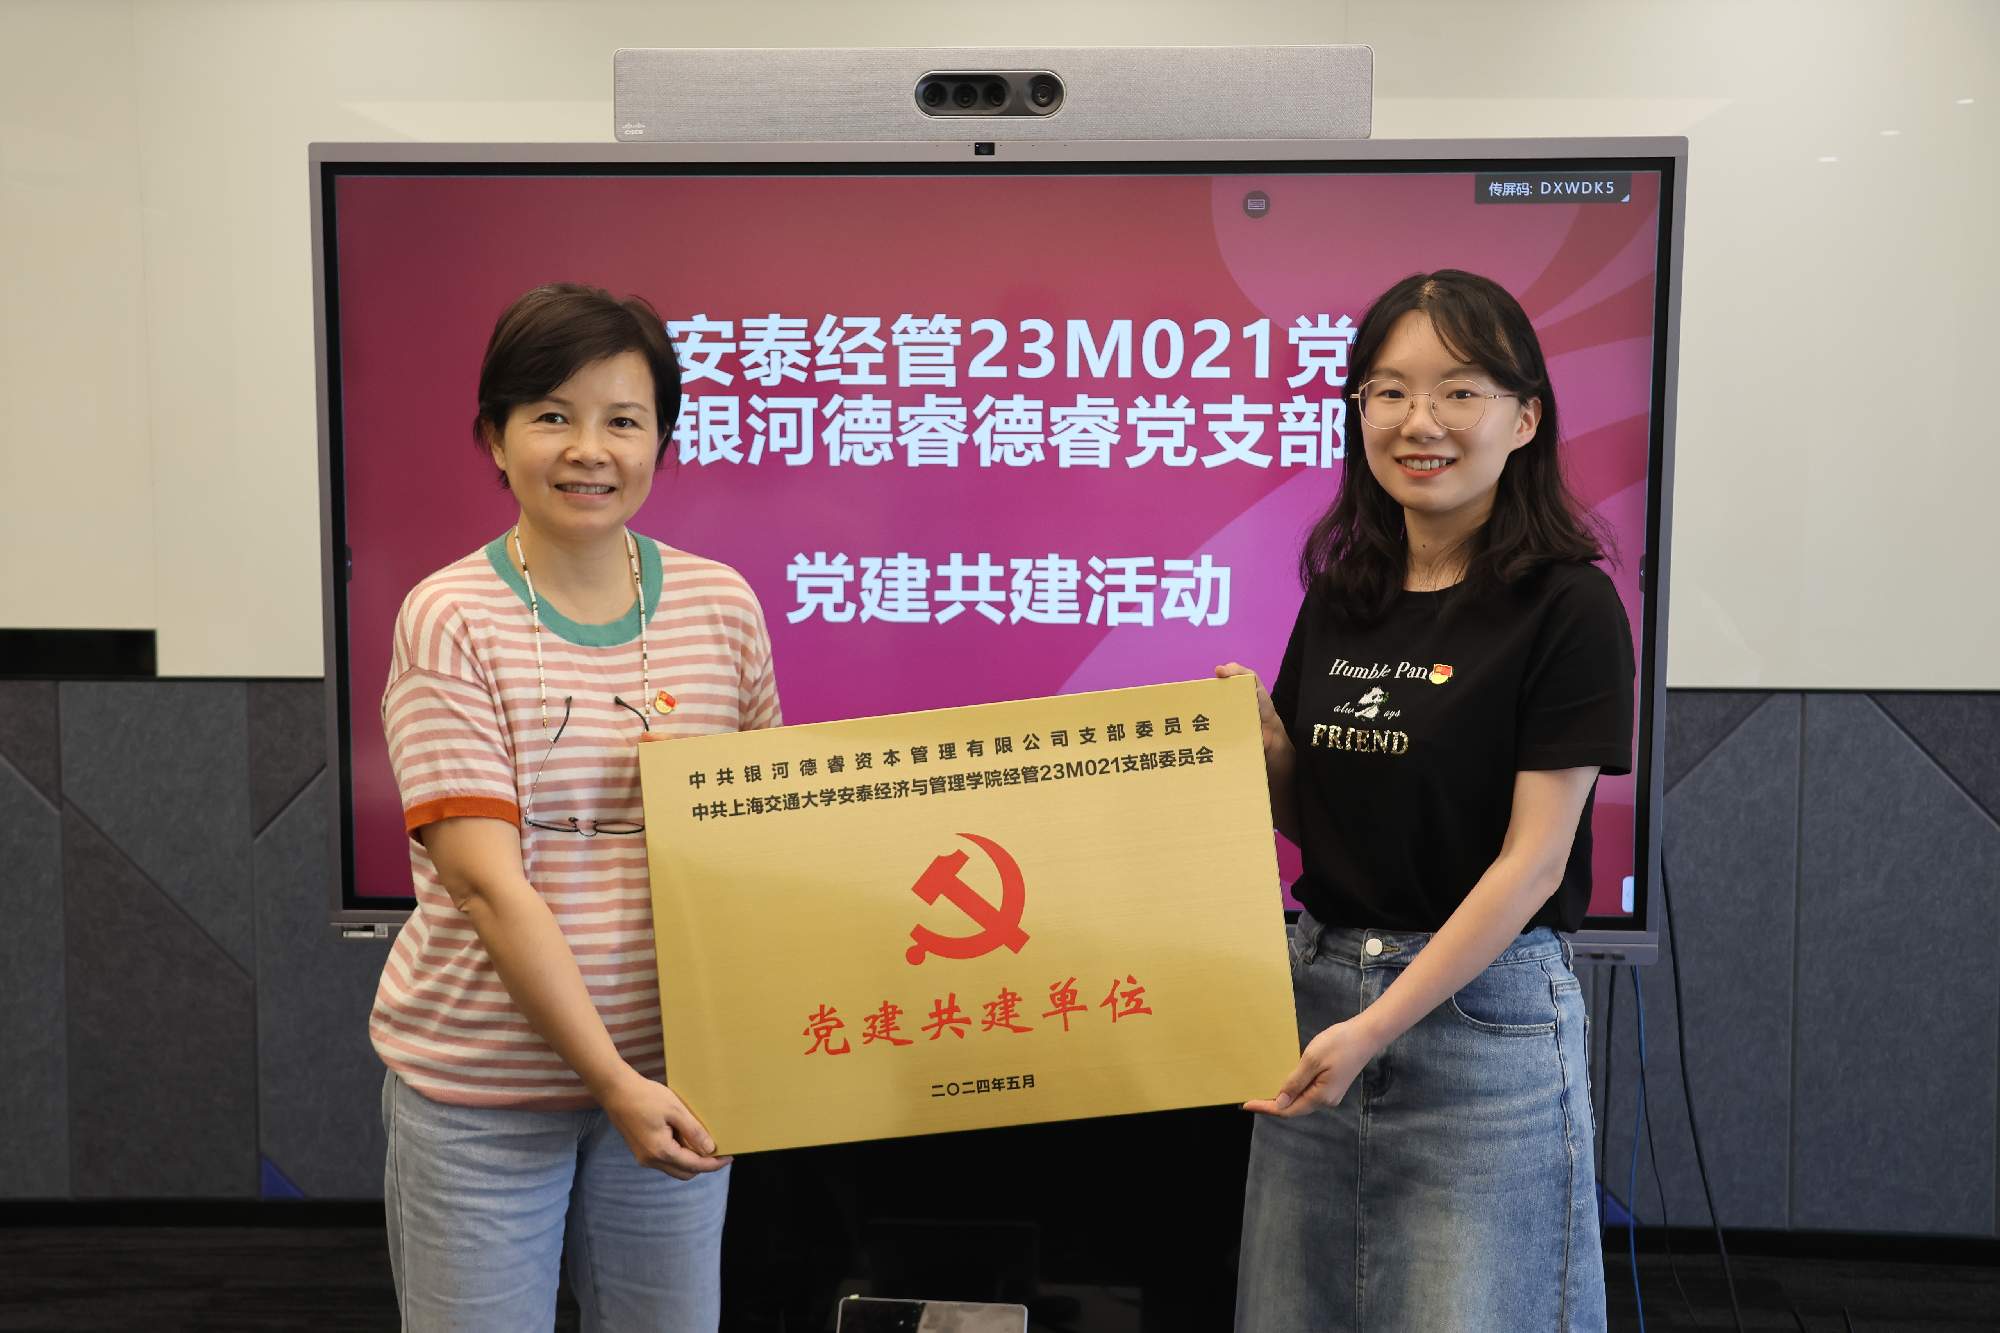 CISCO
传屏码: DXWDK5
安泰经管23M021党
银河德睿德睿党支部
党建共建活动
Humble Pan
alw ays
FRIEND
中共银河德睿资本管理有限公司支部委员会
中共上海交通大学安泰经济与管理学院经管23M021支部委员会
党建共建单位
二〇二四年五月